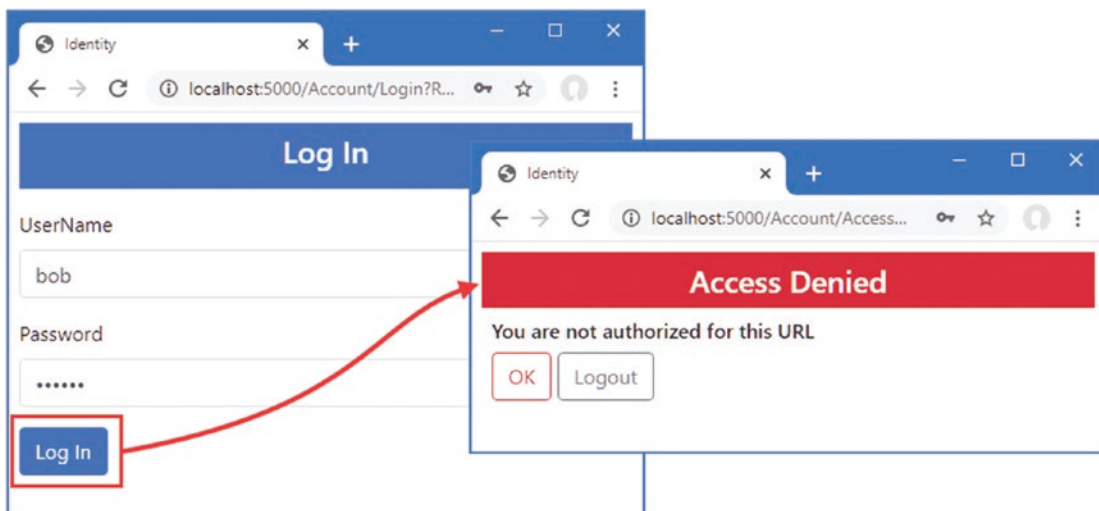 Identity
localhost:5000/Account/Login?R...
Log In
UserName
bob
Password
••••••
Log In
Identity
localhost:5000/Account/Access...
Access Denied
You are not authorized for this URL
OK
Logout